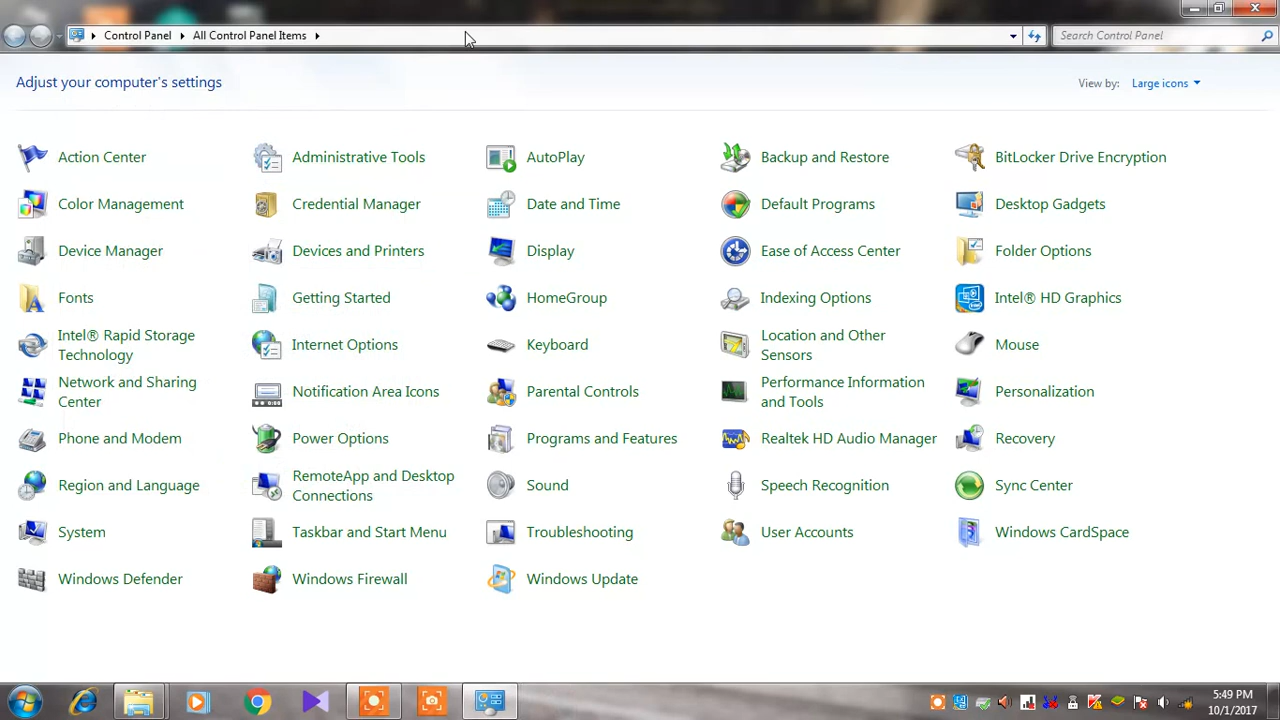 Control Panel All Control Panel Items
Search Control Panel
Adjust your computer's settings
View by: Large icons
Action Center
Administrative Tools
AutoPlay
Backup and Restore
BitLocker Drive Encryption
Color Management
Credential Manager
Date and Time
Default Programs
Desktop Gadgets
Device Manager
Devices and Printers
Display
Ease of Access Center
Folder Options
Fonts
Getting Started
HomeGroup
Indexing Options
Intel® HD Graphics
Intel® Rapid Storage
Technology
Internet Options
Keyboard
Location and Other
Sensors
Mouse
Network and Sharing
Center
Notification Area Icons
Parental Controls
Performance Information
and Tools
Personalization
Phone and Modem
Power Options
Programs and Features
Realtek HD Audio Manager
Recovery
Region and Language
RemoteApp and Desktop
Connections
Sound
Speech Recognition
Sync Center
System
Taskbar and Start Menu
Troubleshooting
User Accounts
Windows CardSpace
Windows Defender
Windows Firewall
Windows Update
5:49 PM
10/1/2017